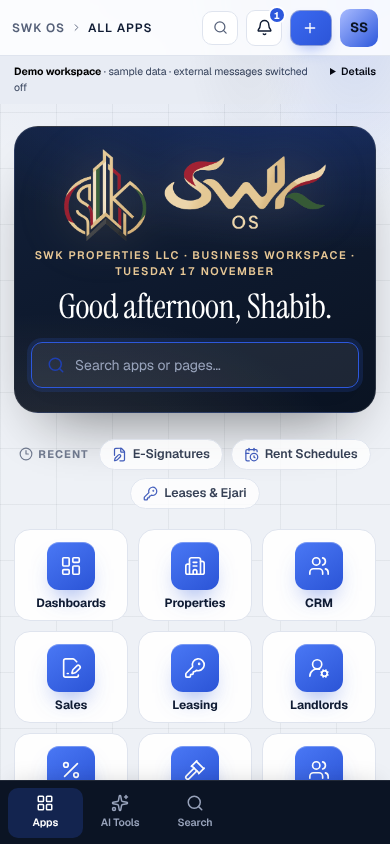 SWK OS > ALL APPS
1
SS
Demo workspace · sample data · external messages switched
off
Details
SWK
OS
SWK PROPERTIES LLC · BUSINESS WORKSPACE ·
TUESDAY 17 NOVEMBER
Good afternoon, Shabib.
Search apps or pages...
RECENT
E-Signatures
Rent Schedules
Leases & Ejari
Dashboards
Properties
CRM
Sales
Leasing
Landlords
Apps
AI Tools
Search